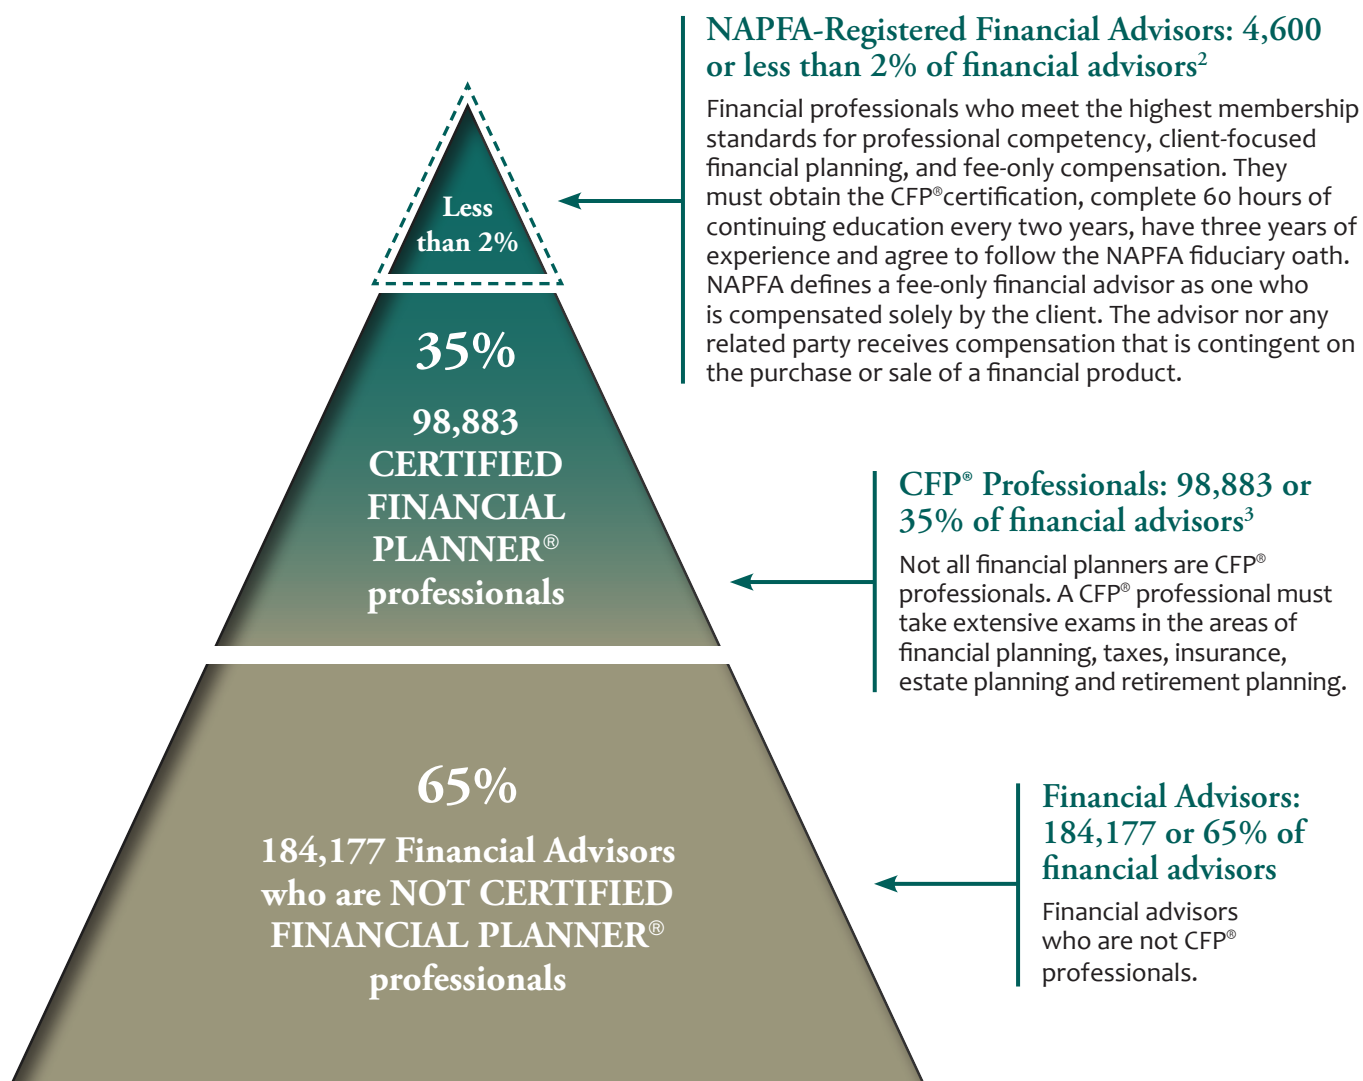 NAPFA-Registered Financial Advisors: 4,600
or less than 2% of financial advisors²
Financial professionals who meet the highest membership
standards for professional competency, client-focused
financial planning, and fee-only compensation. They
must obtain the CFP®certification, complete 60 hours of
continuing education every two years, have three years of
experience and agree to follow the NAPFA fiduciary oath.
NAPFA defines a fee-only financial advisor as one who
is compensated solely by the client. The advisor nor any
related party receives compensation that is contingent on
the purchase or sale of a financial product.
Less
than 2%
35%
98,883
CERTIFIED
FINANCIAL
PLANNER®
professionals
CFP® Professionals: 98,883 or
35% of financial advisors³
Not all financial planners are CFP®
professionals. A CFP® professional must
take extensive exams in the areas of
financial planning, taxes, insurance,
estate planning and retirement planning.
65%
184,177 Financial Advisors
who are NOT CERTIFIED
FINANCIAL PLANNER®
professionals
Financial Advisors:
184,177 or 65% of
financial advisors
Financial advisors
who are not CFP®
professionals.